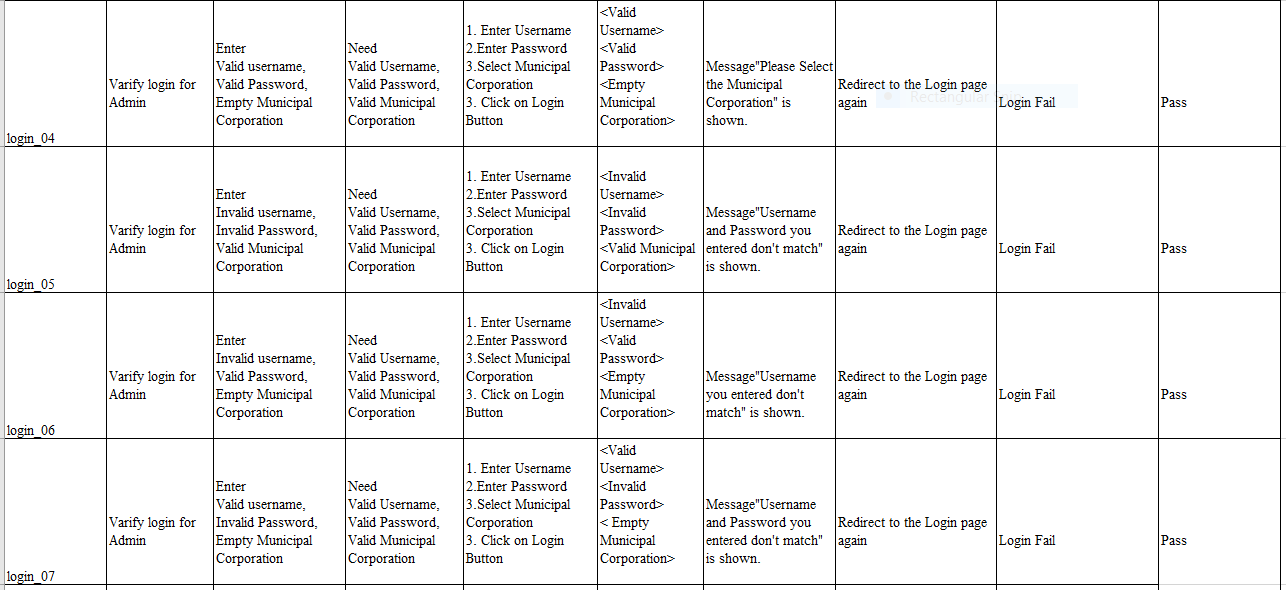 login_04
Varify login for
Admin
Enter
Valid username,
Valid Password,
Empty Municipal
Corporation
Need
Valid Username,
Valid Password,
Valid Municipal
Corporation
1. Enter Username
2.Enter Password
3.Select Municipal
Corporation
3. Click on Login
Button
<Valid
Username>
<Valid
Password>
<Empty
Municipal
Corporation>
Message"Please Select
the Municipal
Corporation" is
shown.
Redirect to the Login page
again
Rectangular Snip
Login Fail
Pass
login_05
Varify login for
Admin
Enter
Invalid username,
Invalid Password,
Valid Municipal
Corporation
Need
Valid Username,
Valid Password,
Valid Municipal
Corporation
1. Enter Username
2.Enter Password
3.Select Municipal
Corporation
3. Click on Login
Button
<Invalid
Username>
<Invalid
Password>
<Valid Municipal
Corporation>
Message"Username
and Password you
entered don't match"
is shown.
Redirect to the Login page
again
Login Fail
Pass
login_06
Varify login for
Admin
Enter
Invalid username,
Valid Password,
Empty Municipal
Corporation
Need
Valid Username,
Valid Password,
Valid Municipal
Corporation
1. Enter Username
2.Enter Password
3.Select Municipal
Corporation
3. Click on Login
Button
<Invalid
Username>
<Valid
Password>
<Empty
Municipal
Corporation>
Message"Username
you entered don't
match" is shown.
Redirect to the Login page
again
Login Fail
Pass
login_07
Varify login for
Admin
Enter
Valid username,
Invalid Password,
Empty Municipal
Corporation
Need
Valid Username,
Valid Password,
Valid Municipal
Corporation
1. Enter Username
2.Enter Password
3.Select Municipal
Corporation
3. Click on Login
Button
<Valid
Username>
<Invalid
Password>
< Empty
Municipal
Corporation>
Message"Username
and Password you
entered don't match"
is shown.
Redirect to the Login page
again
Login Fail
Pass